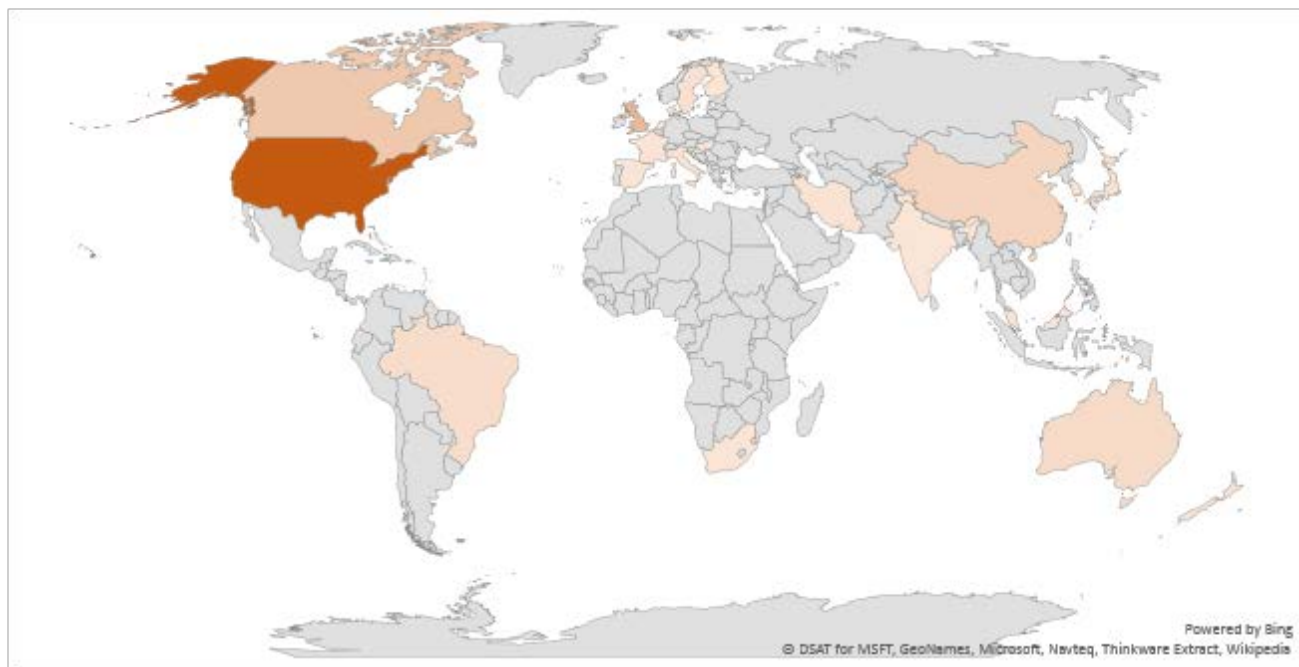 Powered by Bing
© DSAT for MSFT, GeoNames, Microsoft, Navteq, Thinkware Extract, Wikipedia